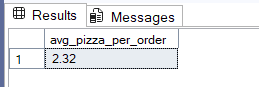 Results Messages
avg_pizza_per_order
1 2.32